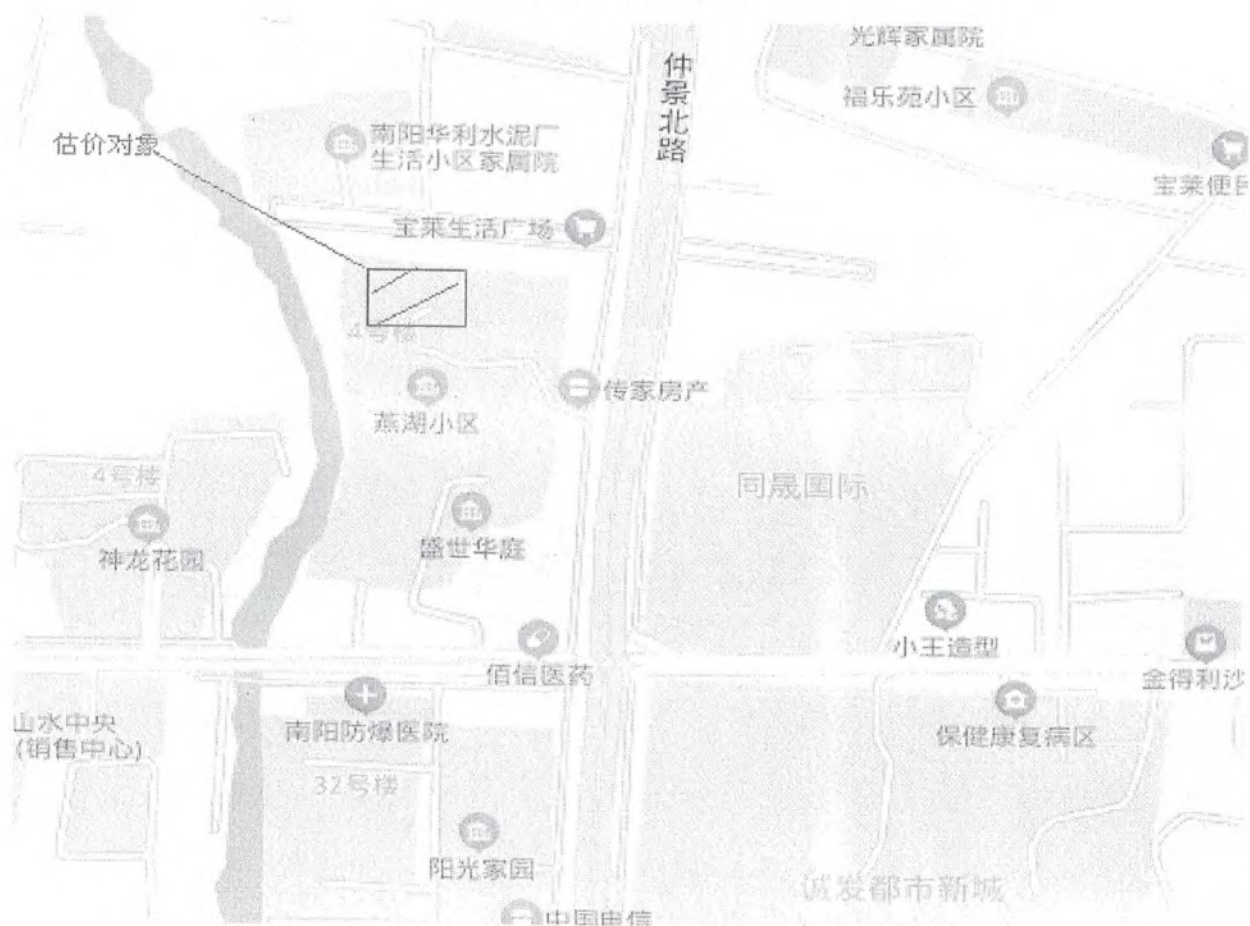 光辉家属院
仲景北路
福乐苑小区
估价对象
南阳华利水泥厂
生活小区家属院
宝莱便
宝莱生活广场
4号楼
传家房产
燕湖小区
4号楼
同晟国际
神龙花园
盛世华庭
小王造型
佰信医药
金得利沙
山水中央
(销售中心)
南阳防爆医院
保健康复病区
32号楼
阳光家园
诚发都市新城
中国电信